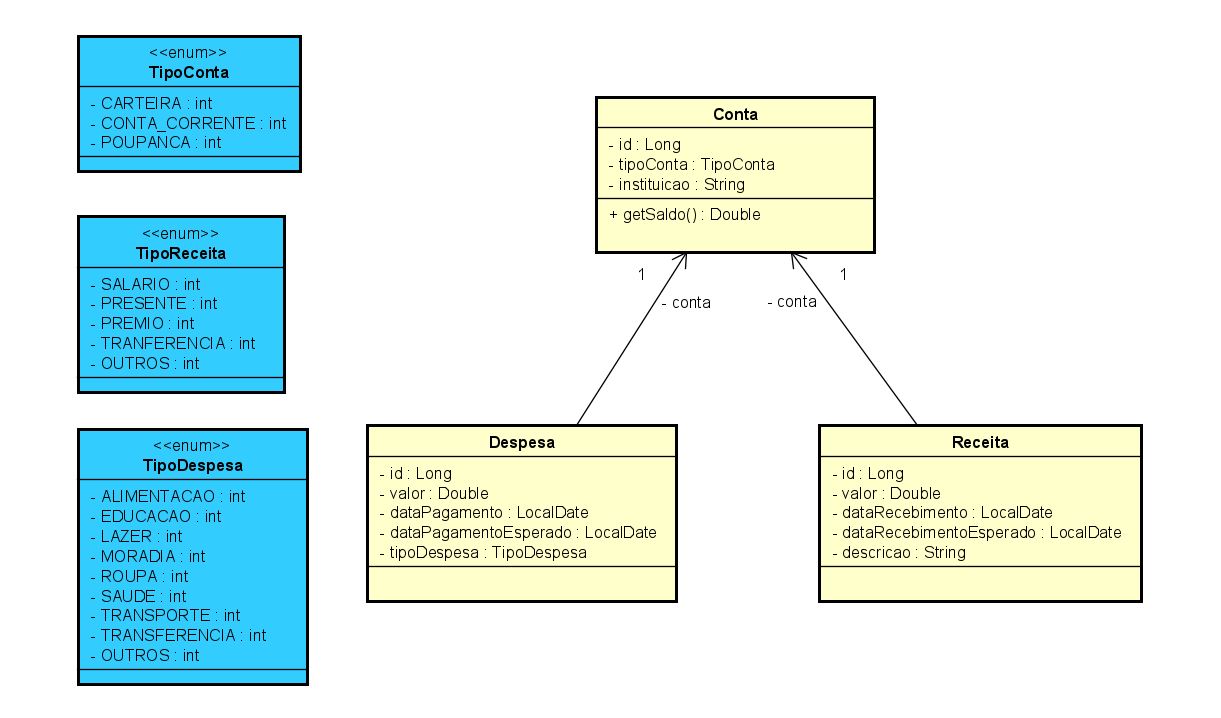 <<enum>>
TipoConta
- CARTEIRA : int
- CONTA_CORRENTE : int
- POUPANCA : int
<<enum>>
TipoReceita
- SALARIO : int
- PRESENTE : int
- PREMIO : int
- TRANFERENCIA : int
- OUTROS : int
<<enum>>
TipoDespesa
- ALIMENTACAO : int
- EDUCACAO : int
- LAZER : int
- MORADIA : int
- ROUPA : int
- SAUDE : int
- TRANSPORTE : int
- TRANSFERENCIA : int
- OUTROS : int
Conta
- id : Long
- tipoConta : TipoConta
- instituicao : String
+ getSaldo() : Double
1
- conta
1
- conta
Despesa
- id : Long
- valor : Double
- dataPagamento : LocalDate
- dataPagamentoEsperado : LocalDate
- tipoDespesa : TipoDespesa
Receita
- id : Long
- valor : Double
- dataRecebimento : LocalDate
- dataRecebimentoEsperado : LocalDate
- descricao : String